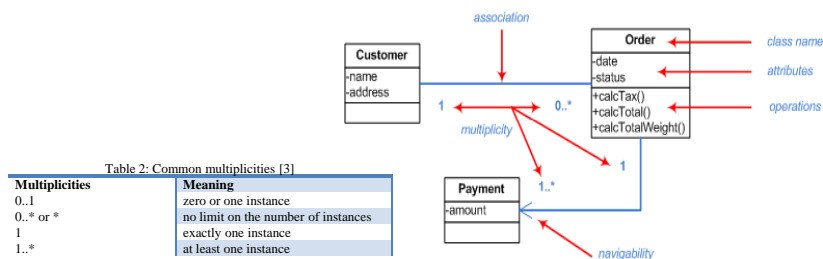 association
Order
class name
Customer
-date
-status
attributes
-name
-address
+calcTax()
+calcTotal()
+calcTotalWeight()
operations
1
0..*
multiplicity
1
1..*
Payment
-amount
navigability
Table 2: Common multiplicities [3]
Multiplicities Meaning
0..1 zero or one instance
0..* or * no limit on the number of instances
1 exactly one instance
1..* at least one instance